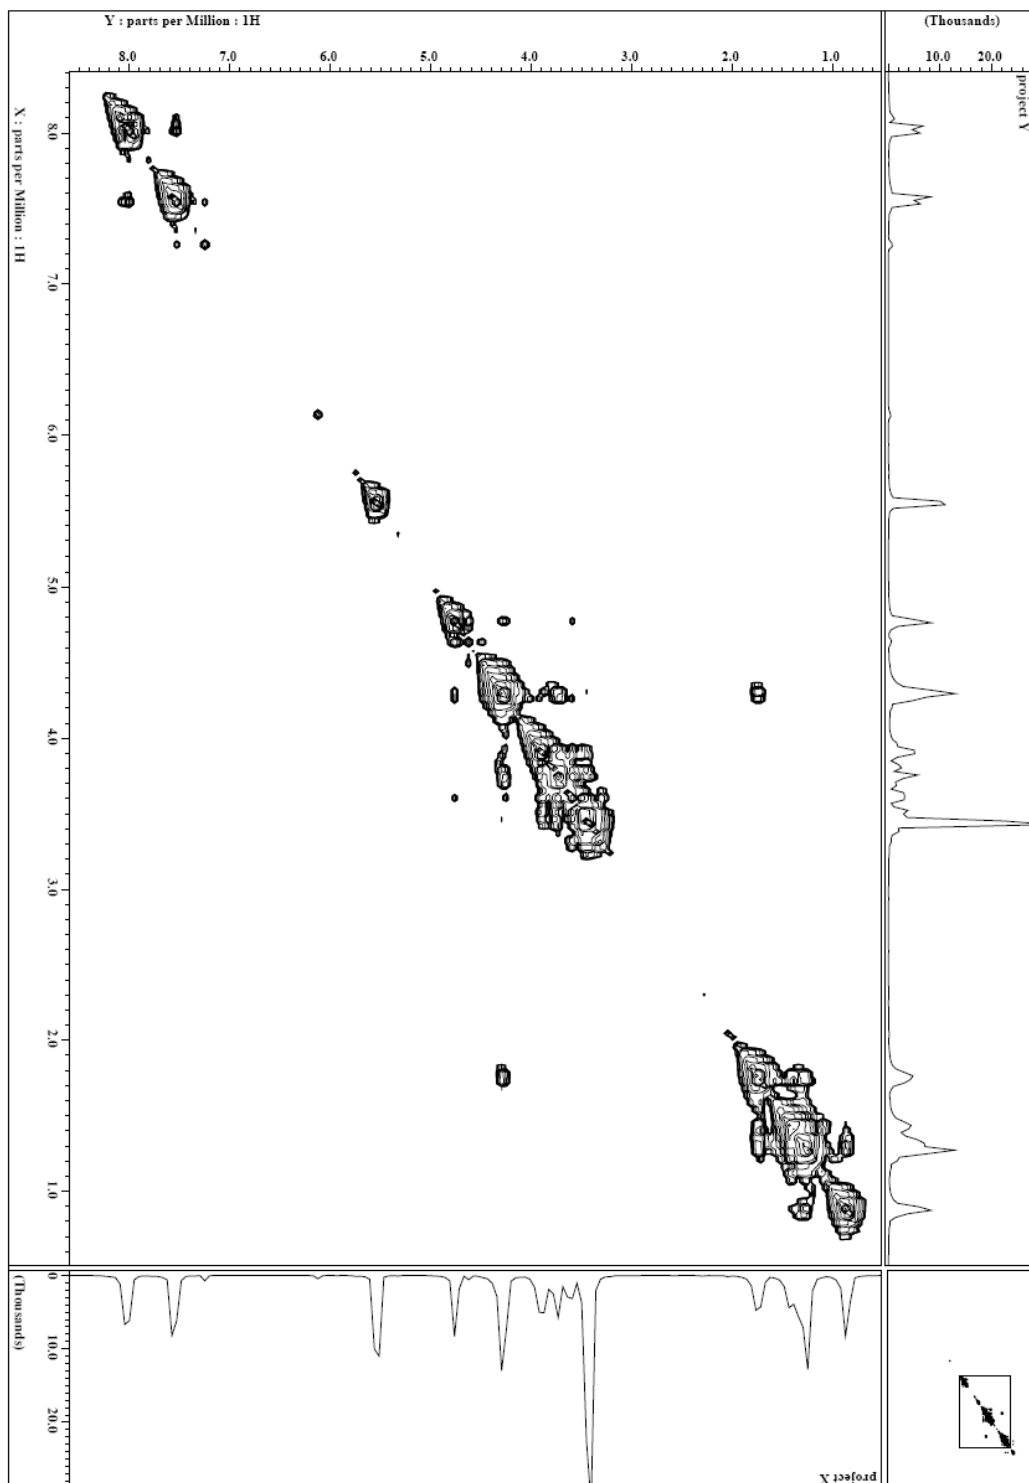 Y : parts per Million : 1H
8.0 7.0 6.0 5.0 4.0 3.0 2.0 1.0
(Thousands)
10.0 20.0
project Y
X : parts per Million : 1H
8.0
7.0
6.0
5.0
4.0
3.0
2.0
1.0
(Thousands)
0
10.0
20.0
project X